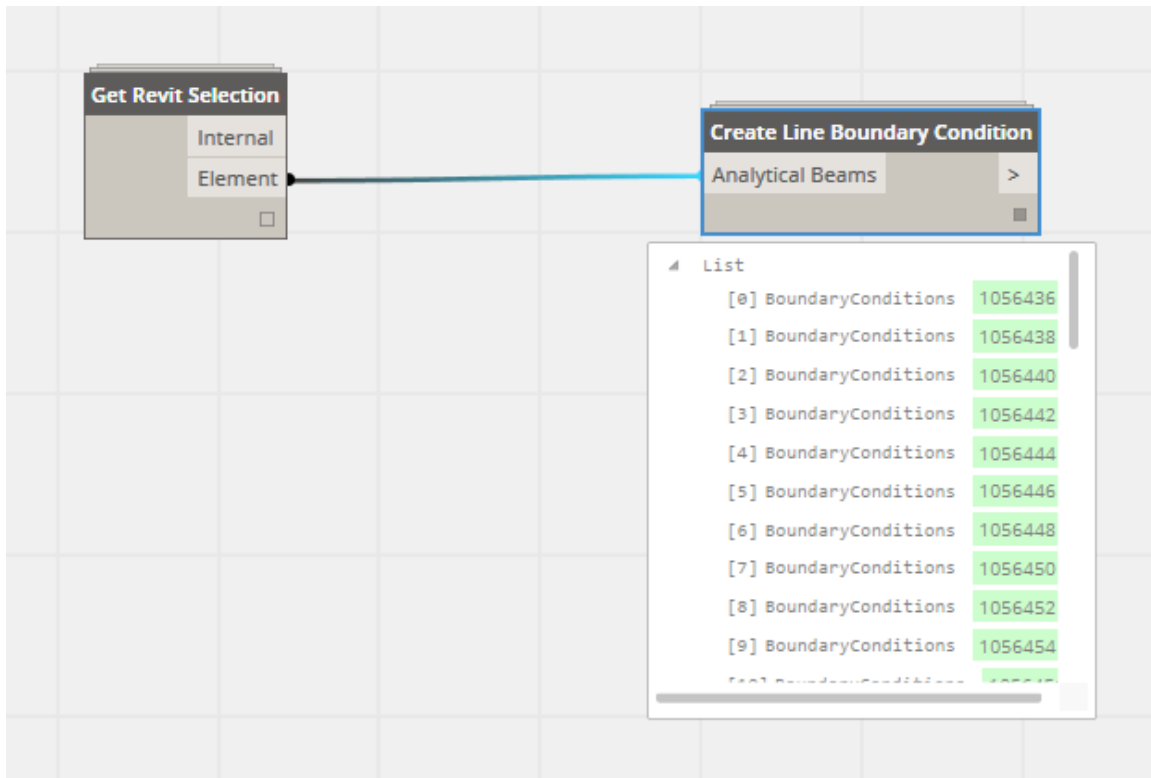 Get Revit Selection
Internal
Element
Create Line Boundary Condition
Analytical Beams >
List
[0] BoundaryConditions 1056436
[1] BoundaryConditions 1056438
[2] BoundaryConditions 1056440
[3] BoundaryConditions 1056442
[4] BoundaryConditions 1056444
[5] BoundaryConditions 1056446
[6] BoundaryConditions 1056448
[7] BoundaryConditions 1056450
[8] BoundaryConditions 1056452
[9] BoundaryConditions 1056454